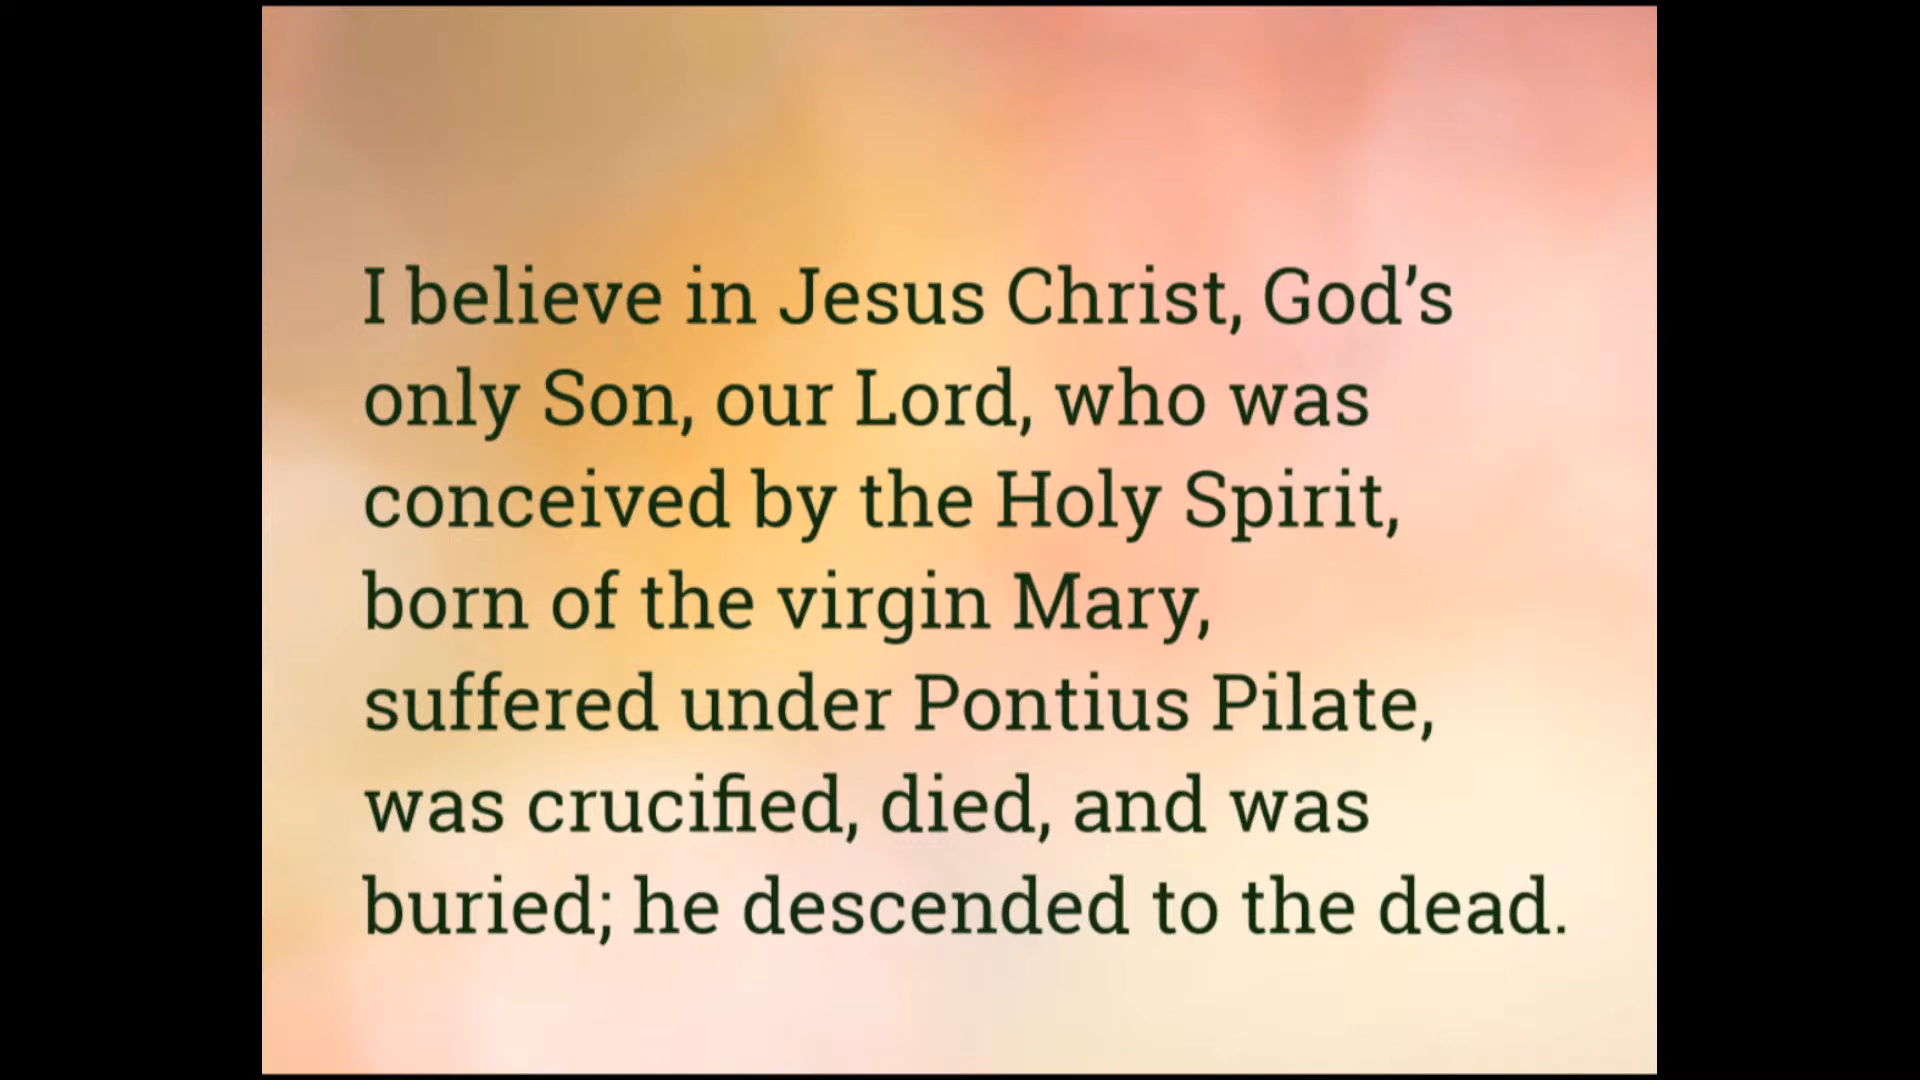 I believe in Jesus Christ, God’s
only Son, our Lord, who was
conceived by the Holy Spirit,
born of the virgin Mary,
suffered under Pontius Pilate,
was crucified, died, and was
buried; he descended to the dead.